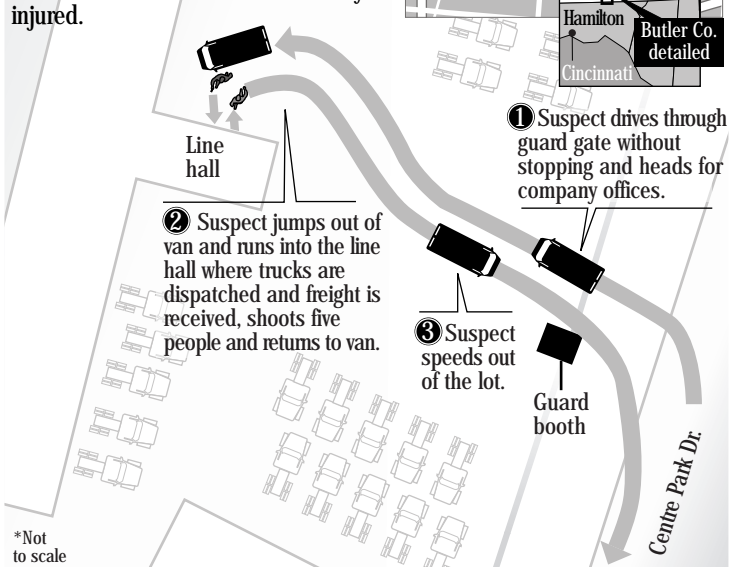 injured.
Hamilton
Butler Co.
detailed
Cincinnati
1 Suspect drives through
guard gate without
stopping and heads for
company offices.
Line
hall
2 Suspect jumps out of
van and runs into the line
hall where trucks are
dispatched and freight is
received, shoots five
people and returns to van.
3 Suspect
speeds out
of the lot.
Guard
booth
Centre Park Dr.
*Not
to scale